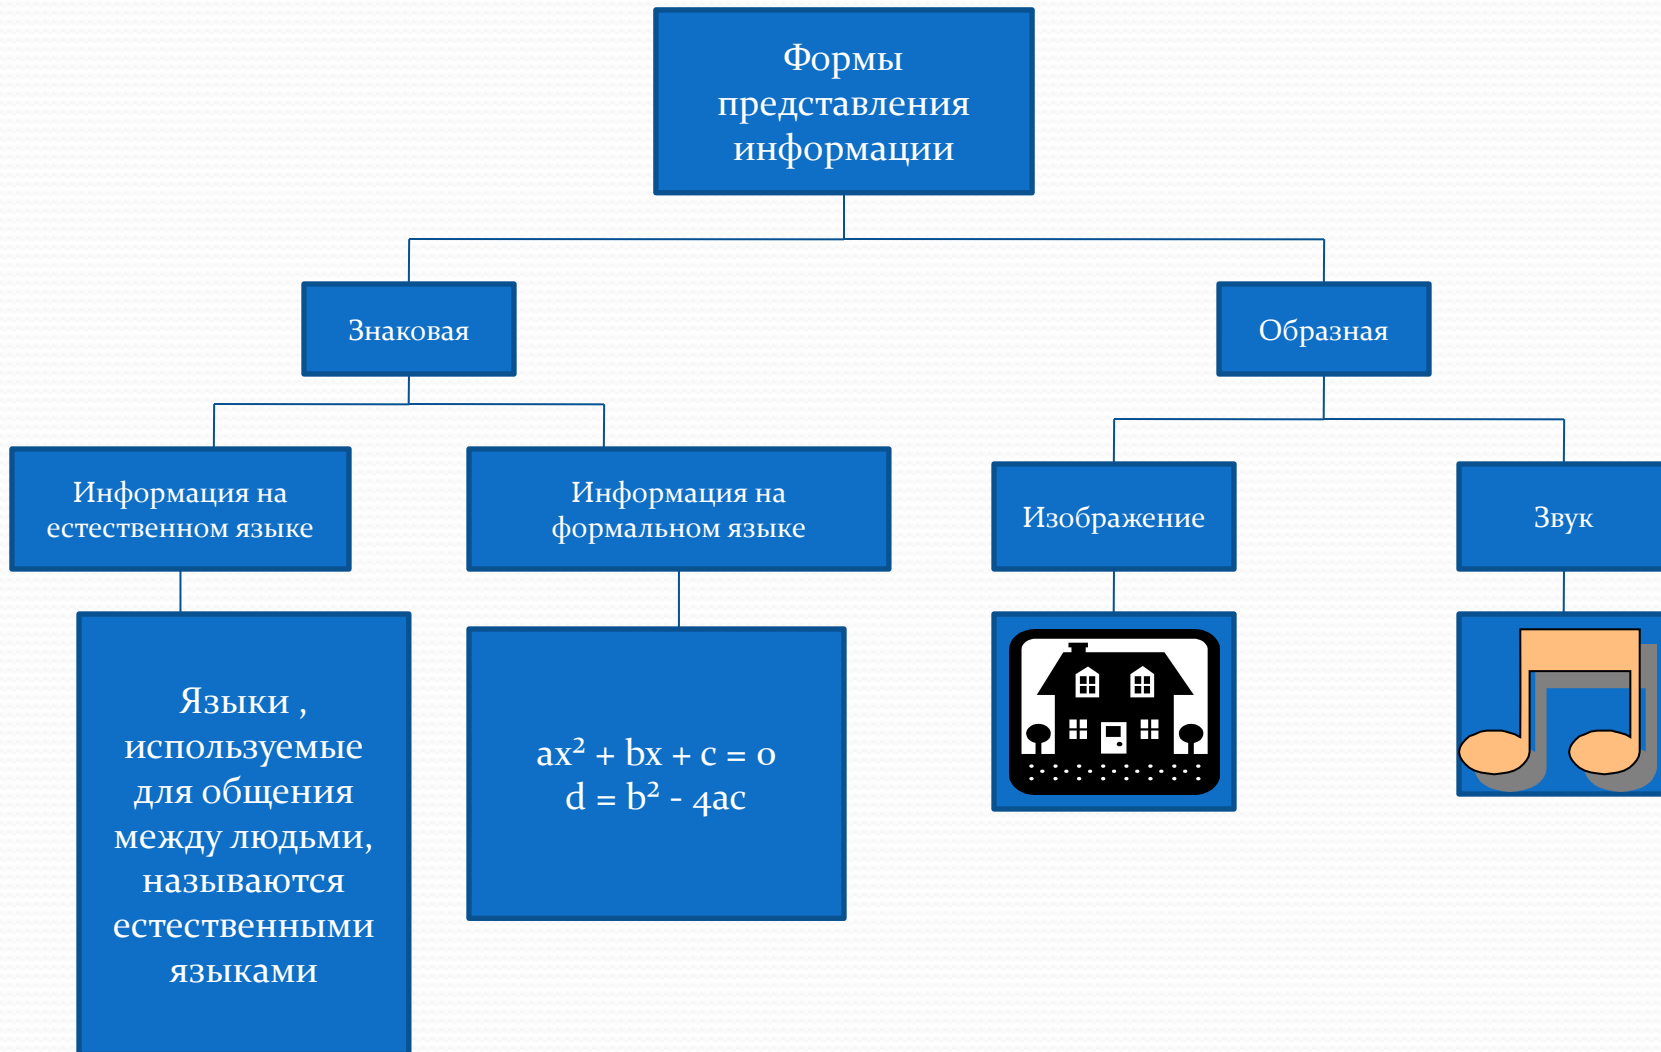 Формы
представления
информации
Знаковая
Образная
Информация на
естественном языке
Информация на
формальном языке
Изображение
Звук
Языки ,
используемые
для общения
между людьми,
называются
естественными
языками
ax² + bx + c = 0
d = b² - 4ac